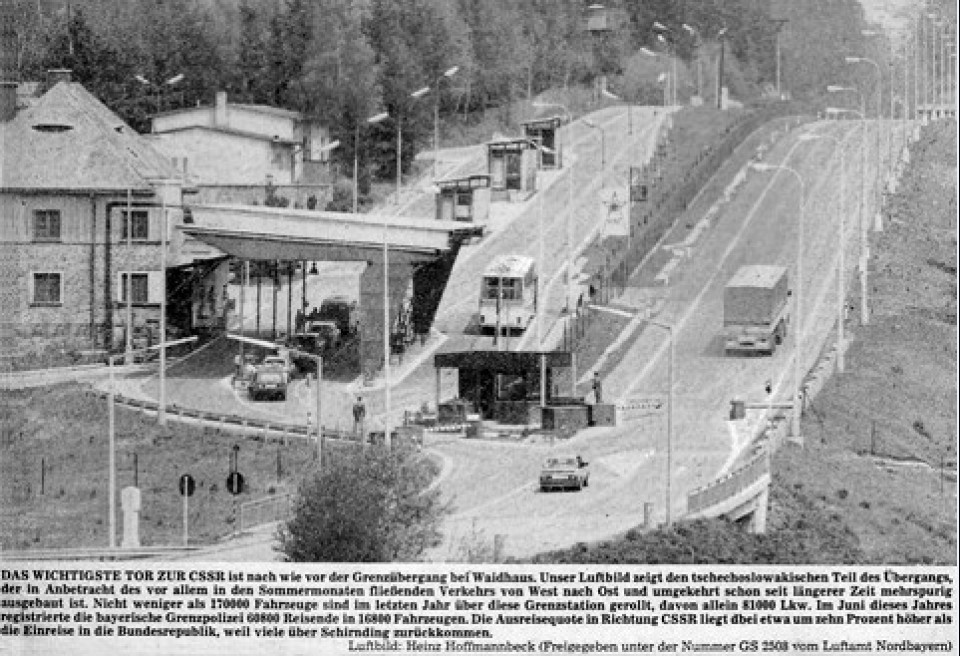 DAS WICHTIGSTE TOR ZUR CSSR ist nach wie vor der Grenzübergang bei Waidhaus. Unser Luftbild zeigt den tschechoslowakischen Teil des Übergangs,
der in Anbetracht des vor allem in den Sommermonaten fließenden Verkehrs von West nach Ost und umgekehrt schon seit längerer Zeit mehrspurig
ausgebaut ist. Nicht weniger als 170000 Fahrzeuge sind im letzten Jahr über diese Grenzstation gerollt, davon allein 81000 Lkw. Im Juni dieses Jahres
registrierte die bayerische Grenzpolizei 60800 Reisende in 16800 Fahrzeugen. Die Ausreisequote in Richtung CSSR liegt dbei etwa um zehn Prozent höher als
die Einreise in die Bundesrepublik, weil viele über Schirnding zurückkommen.
Luftbild: Heinz Hoffmannbeck (Freigegeben unter der Nummer GS 2508 vom Luftamt Nordbayern)